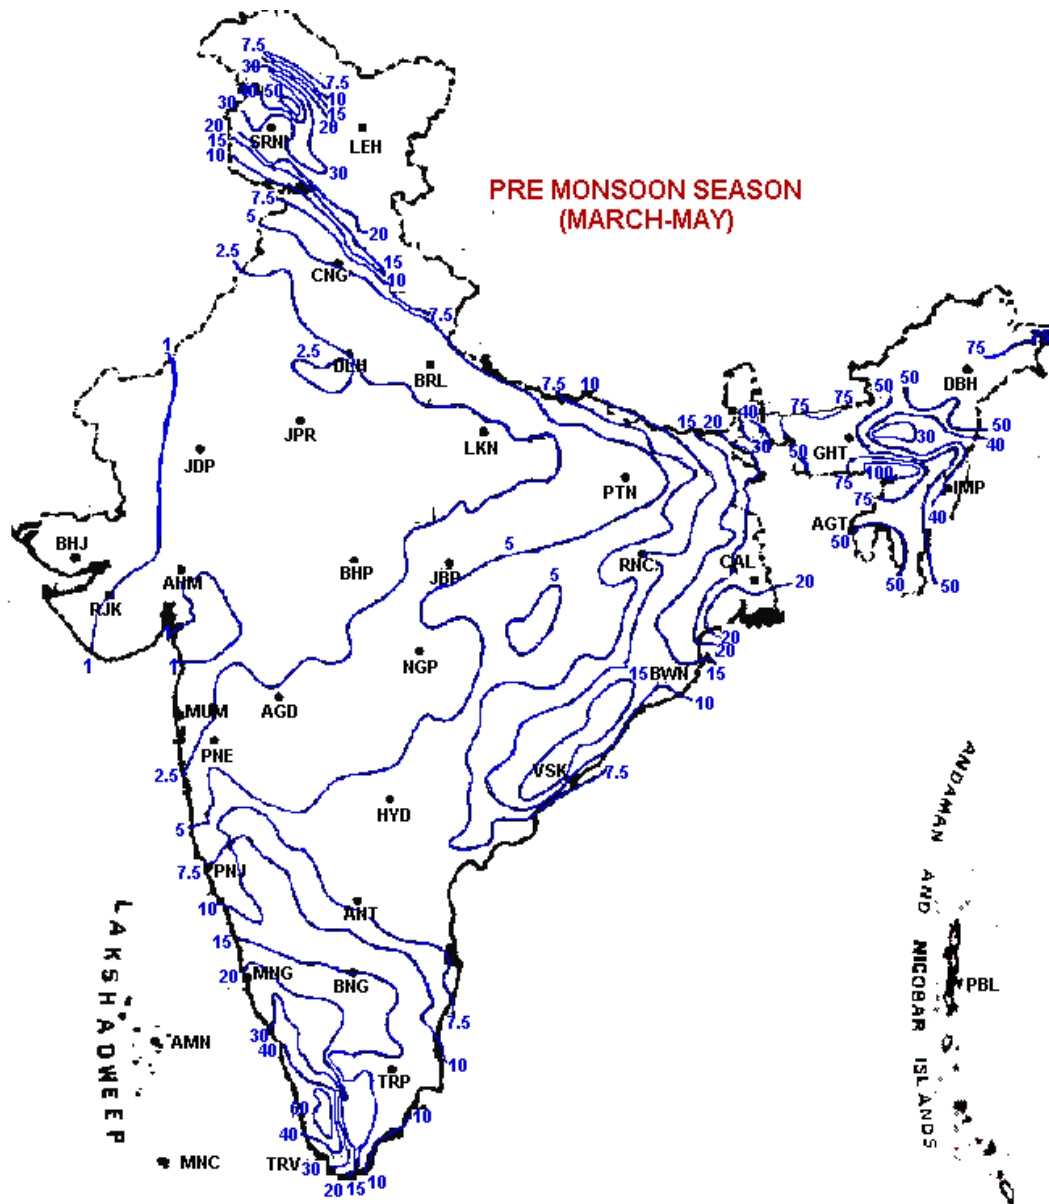 7.5
30
40
50
30
20
15
10
7.5
10
15
20
SRN
LEH
30
PRE MONSOON SEASON
(MARCH-MAY)
7.5
5
20
15
10
2.5
CNG
7.5
1
2.5
DLH
BRL
7.5
10
75
DBH
50
50
JPR
LKN
15
20
40
30
75
75
50
GHT
30
50
40
JDP
PTN
75
100
75
IMP
40
AGT
50
50
50
BHJ
AHM
RJK
BHP
JBP
5
RNC
CAL
20
5
1
1
1
NGP
20
20
15
15
BWN
10
MUM
AGD
PNE
2.5
VSK
7.5
HYD
5
PNJ
7.5
10
ANT
15
20
MNG
BNG
7.5
30
40
10
AMN
TRP
10
60
40
TRV
30
20
15
10
MNC
LAKSHADWEEP
ANDAMAN AND NICOBAR ISLANDS
PBL